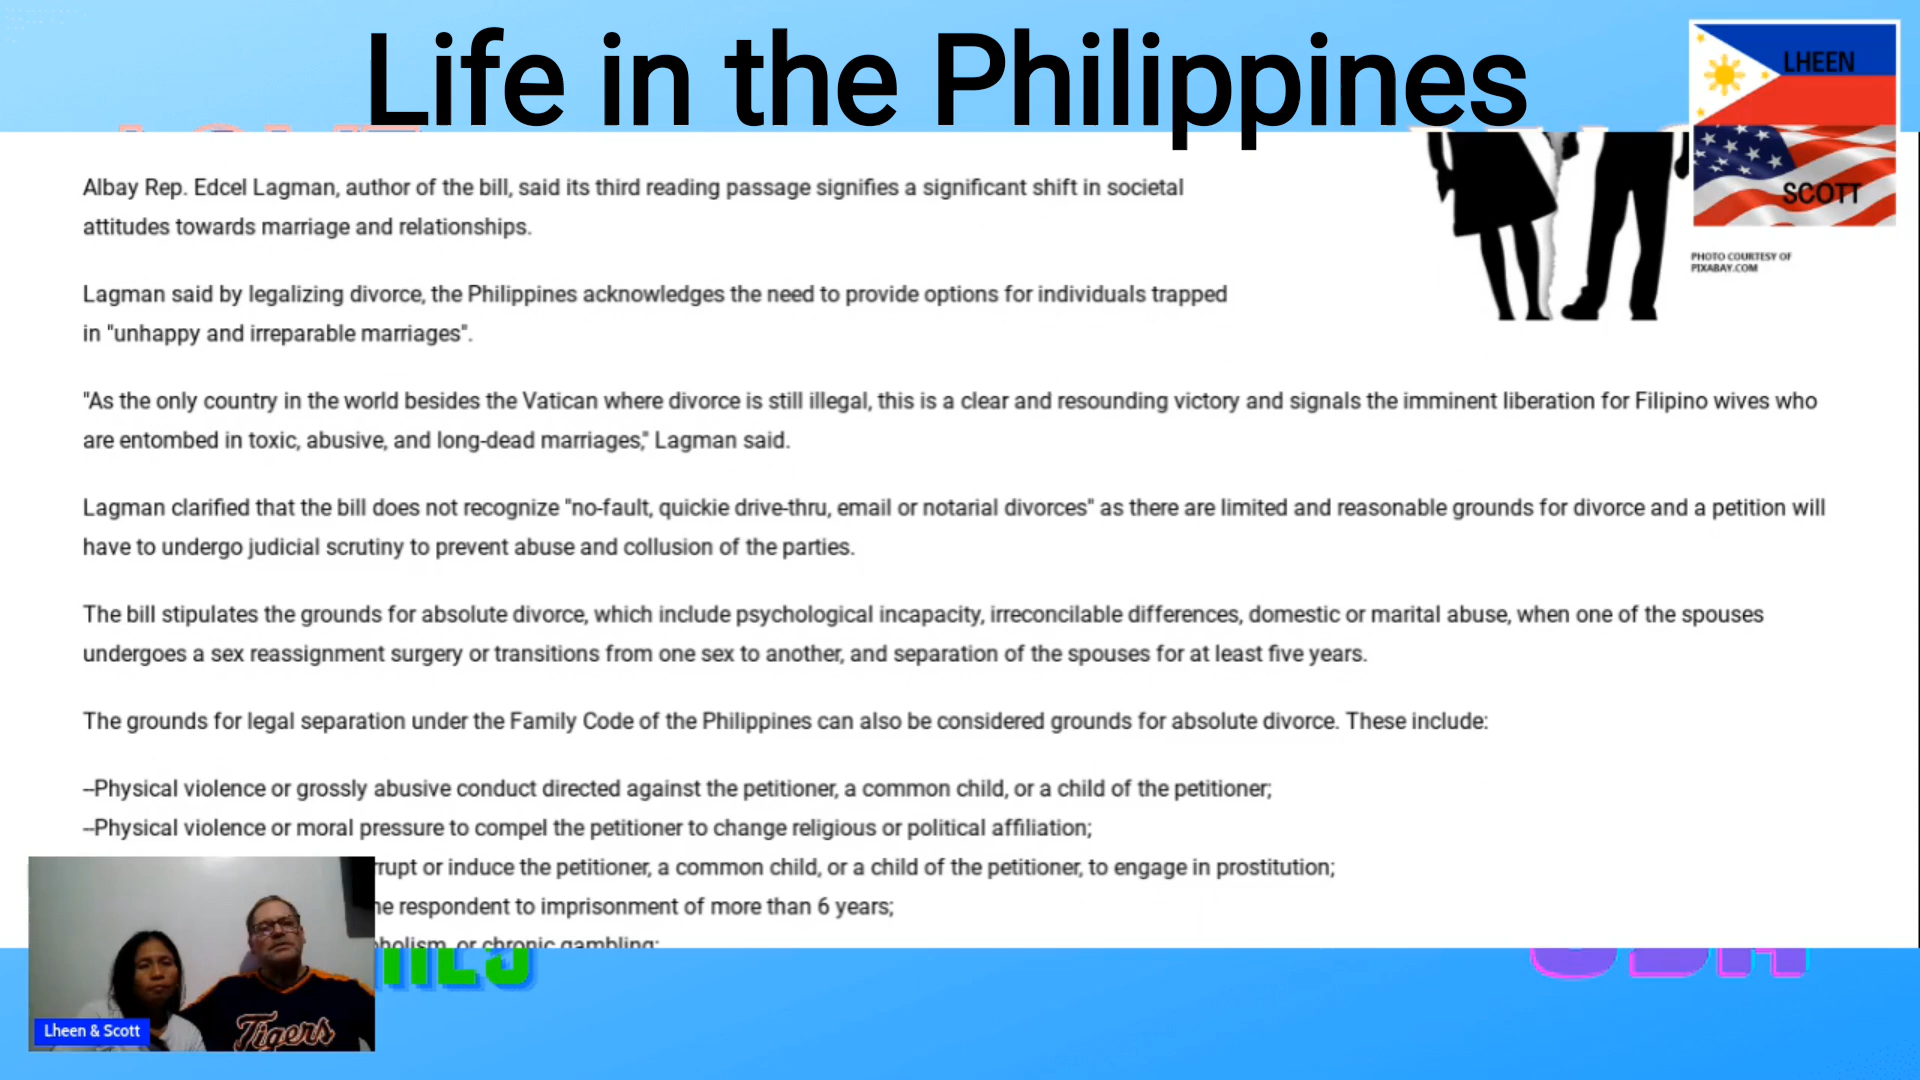 Life in the Philippines
LHEEN
SCOTT
PHOTO COURTESY OF
PIXABAY.COM
Albay Rep. Edcel Lagman, author of the bill, said its third reading passage signifies a significant shift in societal
attitudes towards marriage and relationships.
Lagman said by legalizing divorce, the Philippines acknowledges the need to provide options for individuals trapped
in "unhappy and irreparable marriages".
"As the only country in the world besides the Vatican where divorce is still illegal, this is a clear and resounding victory and signals the imminent liberation for Filipino wives who
are entombed in toxic, abusive, and long-dead marriages," Lagman said.
Lagman clarified that the bill does not recognize "no-fault, quickie drive-thru, email or notarial divorces" as there are limited and reasonable grounds for divorce and a petition will
have to undergo judicial scrutiny to prevent abuse and collusion of the parties.
The bill stipulates the grounds for absolute divorce, which include psychological incapacity, irreconcilable differences, domestic or marital abuse, when one of the spouses
undergoes a sex reassignment surgery or transitions from one sex to another, and separation of the spouses for at least five years.
The grounds for legal separation under the Family Code of the Philippines can also be considered grounds for absolute divorce. These include:
–Physical violence or grossly abusive conduct directed against the petitioner, a common child, or a child of the petitioner;
–Physical violence or moral pressure to compel the petitioner to change religious or political affiliation;
or induce the petitioner, a common child, or a child of the petitioner, to engage in prostitution;
respondent to imprisonment of more than 6 years;
or chronic gambling;
Lheen & Scott
Tigers